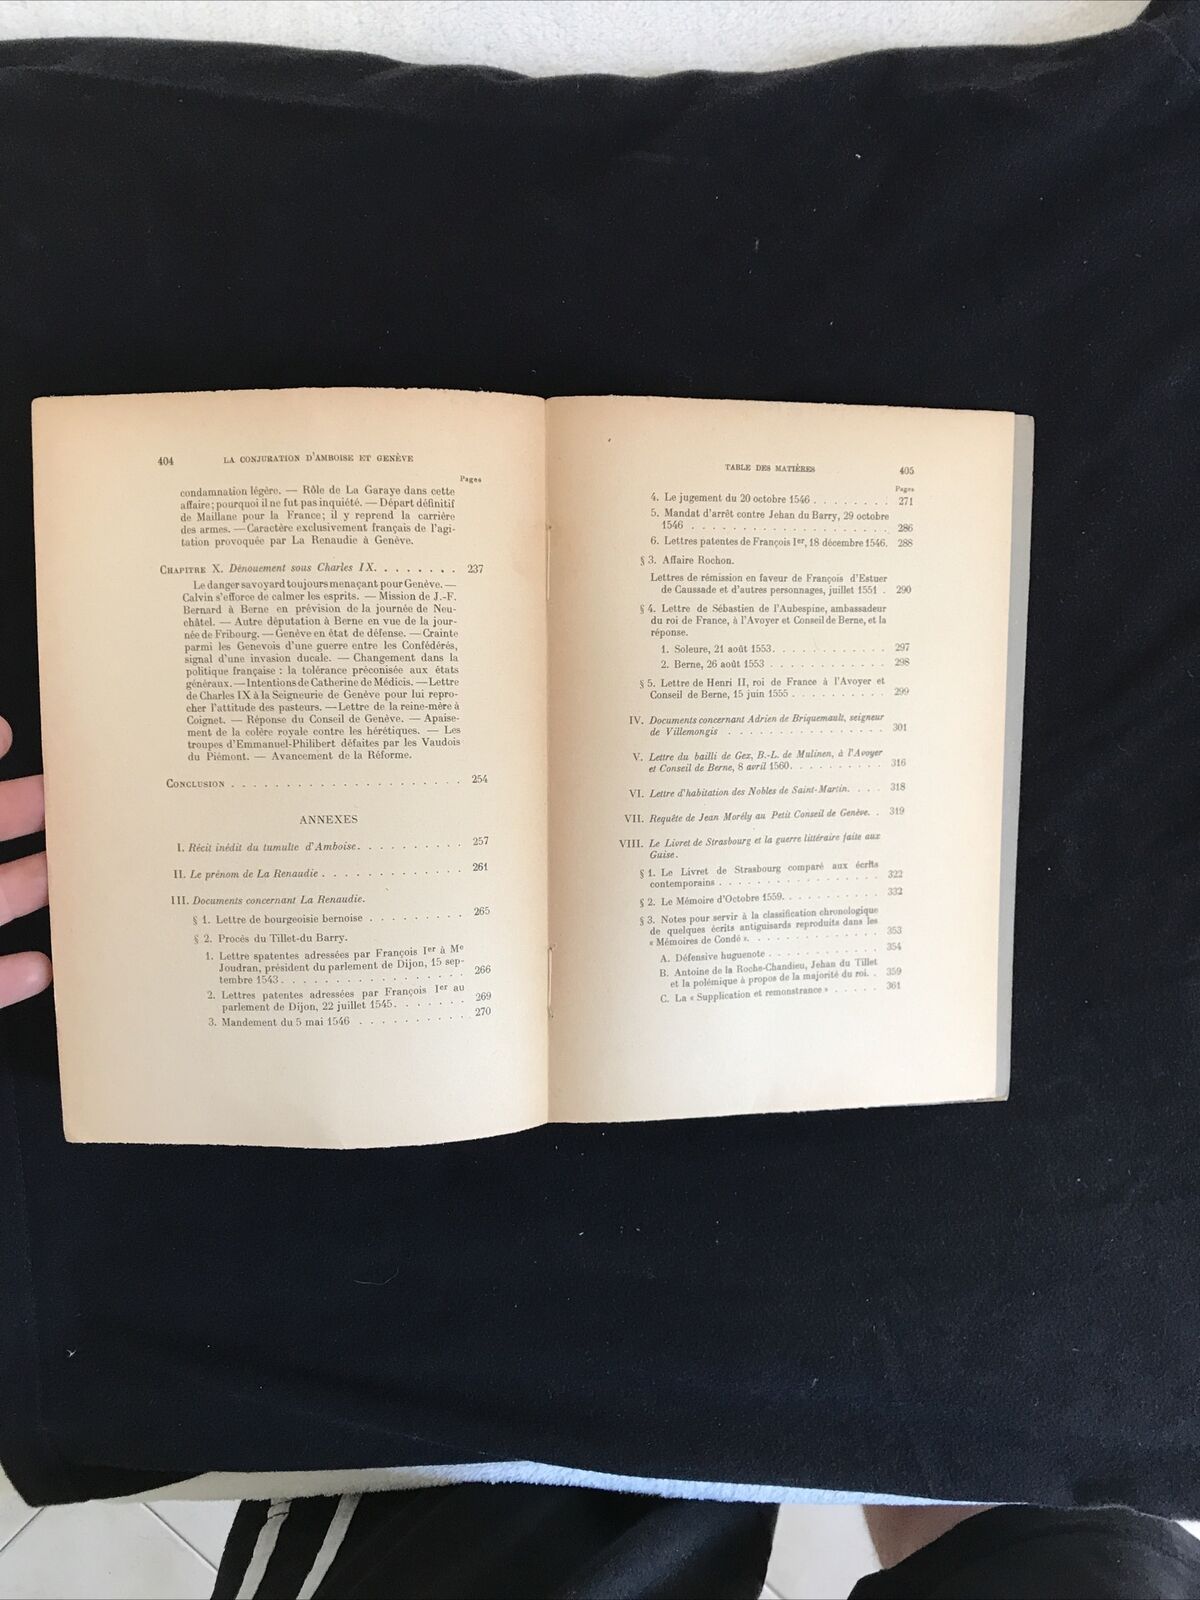 404 LA CONJURATION D'AMBOISE ET GENÈVE
Pages
condamnation légère. — Rôle de La Garaye dans cette
affaire; pourquoi il ne fut pas inquiété. — Départ définitif
de Maillane pour la France; il y reprend la carrière
des armes. — Caractère exclusivement français de l'agi-
tation provoquée par La Renaudie à Genève.
CHAPITRE X. Dénouement sous Charles IX. . . . . . . . 237
Le danger savoyard toujours menaçant pour Genève. —
Calvin s'efforce de calmer les esprits. — Mission de J.-F.
Bernard à Berne en prévision de la journée de Neu-
châtel. — Autre députation à Berne en vue de la jour-
née de Fribourg. — Genève en état de défense. — Crainte
parmi les Genevois d'une guerre entre les Confédérés,
signal d'une invasion ducale. — Changement dans la
politique française : la tolérance préconisée aux états
généraux. — Intentions de Catherine de Médicis. — Lettre
de Charles IX à la Seigneurie de Genève pour lui repro-
cher l'attitude des pasteurs. — Lettre de la reine-mère à
Coignet. — Réponse du Conseil de Genève. — Apaise-
ment de la colère royale contre les hérétiques. — Les
troupes d'Emmanuel-Philibert défaites par les Vaudois
du Piémont. — Avancement de la Réforme.
CONCLUSION . . . . . . . . . . . . . . . . . . . 254
ANNEXES
I. Récit inédit du tumulte d'Amboise. . . . . . . . . . 257
II. Le prénom de La Renaudie . . . . . . . . . . . . . 261
III. Documents concernant La Renaudie.
§ 1. Lettre de bourgeoisie bernoise . . . . . . . . . 265
§ 2. Procès du Tillet-du Barry.
1. Lettre spatentes adressées par François Ier à Me
Joudran, président du parlement de Dijon, 15 sep-
tembre 1543. . . . . . . . . . . . . . . . . 266
2. Lettres patentes adressées par François Ier au
parlement de Dijon, 22 juillet 1545. . . . . . . 269
3. Mandement du 5 mai 1546 . . . . . . . . . . 270
TABLE DES MATIÈRES 405
Pages
4. Le jugement du 20 octobre 1546 . . . . . . . . 271
5. Mandat d'arrêt contre Jehan du Barry, 29 octobre
1546 . . . . . . . . . . . . . . . . . . . 286
6. Lettres patentes de François Ier, 18 décembre 1546. 288
§ 3. Affaire Rochon.
Lettres de rémission en faveur de François d'Estuer
de Caussade et d'autres personnages, juillet 1551 . 290
§ 4. Lettre de Sébastien de l'Aubespine, ambassadeur
du roi de France, à l'Avoyer et Conseil de Berne, et la
réponse.
1. Soleure, 21 août 1553. . . . . . . . . . . . 297
2. Berne, 26 août 1553 . . . . . . . . . . . . 298
§ 5. Lettre de Henri II, roi de France à l'Avoyer et
Conseil de Berne, 15 juin 1555 . . . . . . . . . 299
IV. Documents concernant Adrien de Briquemault, seigneur
de Villemongis . . . . . . . . . . . . . . . . 301
V. Lettre du bailli de Gex, B.-L. de Mulinen, à l'Avoyer
et Conseil de Berne, 8 avril 1560. . . . . . . . . . 316
VI. Lettre d'habitation des Nobles de Saint-Martin. . . . 318
VII. Requête de Jean Morély au Petit Conseil de Genève. . 319
VIII. Le Livret de Strasbourg et la guerre littéraire faite aux
Guise.
§ 1. Le Livret de Strasbourg comparé aux écrits
contemporains . . . . . . . . . . . . . . . . 322
§ 2. Le Mémoire d'Octobre 1559. . . . . . . . . . . 332
§ 3. Notes pour servir à la classification chronologique
de quelques écrits antiguisards reproduits dans les
« Mémoires de Condé ». . . . . . . . . . . . . 353
A. Défensive huguenote . . . . . . . . . . . . 354
B. Antoine de la Roche-Chandieu, Jehan du Tillet
et la polémique à propos de la majorité du roi. . 359
C. La « Supplication et remonstrance » . . . . . 361